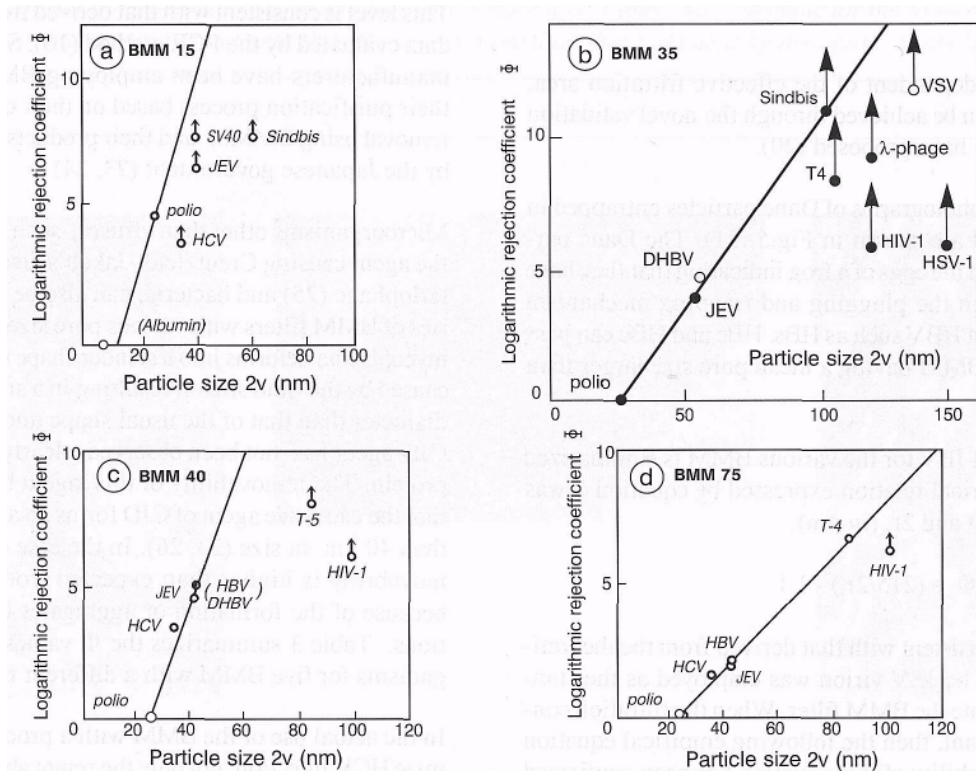 Logarithmic rejection coefficient Φ
a BMM 15
10
5
0
SV40
Sindbis
JEV
polio
HCV
(Albumin)
20 40 60 80 100
Particle size 2v (nm)
Logarithmic rejection coefficient Φ
b BMM 35
10
5
0
VSV
Sindbis
λ-phage
T4
HIV-1
HSV-1
DHBV
JEV
polio
0 50 100 150
Particle size 2v (nm)
Logarithmic rejection coefficient Φ
c BMM 40
10
5
0
T-5
HIV-1
JEV
(HBV
DHBV)
HCV
polio
0 20 40 60 80 100 120
Particle size 2v (nm)
Logarithmic rejection coefficient Φ
d BMM 75
10
5
0
T-4
HIV-1
HBV
HCV
JEV
polio
20 40 60 80 100 120
Particle size 2v (nm)